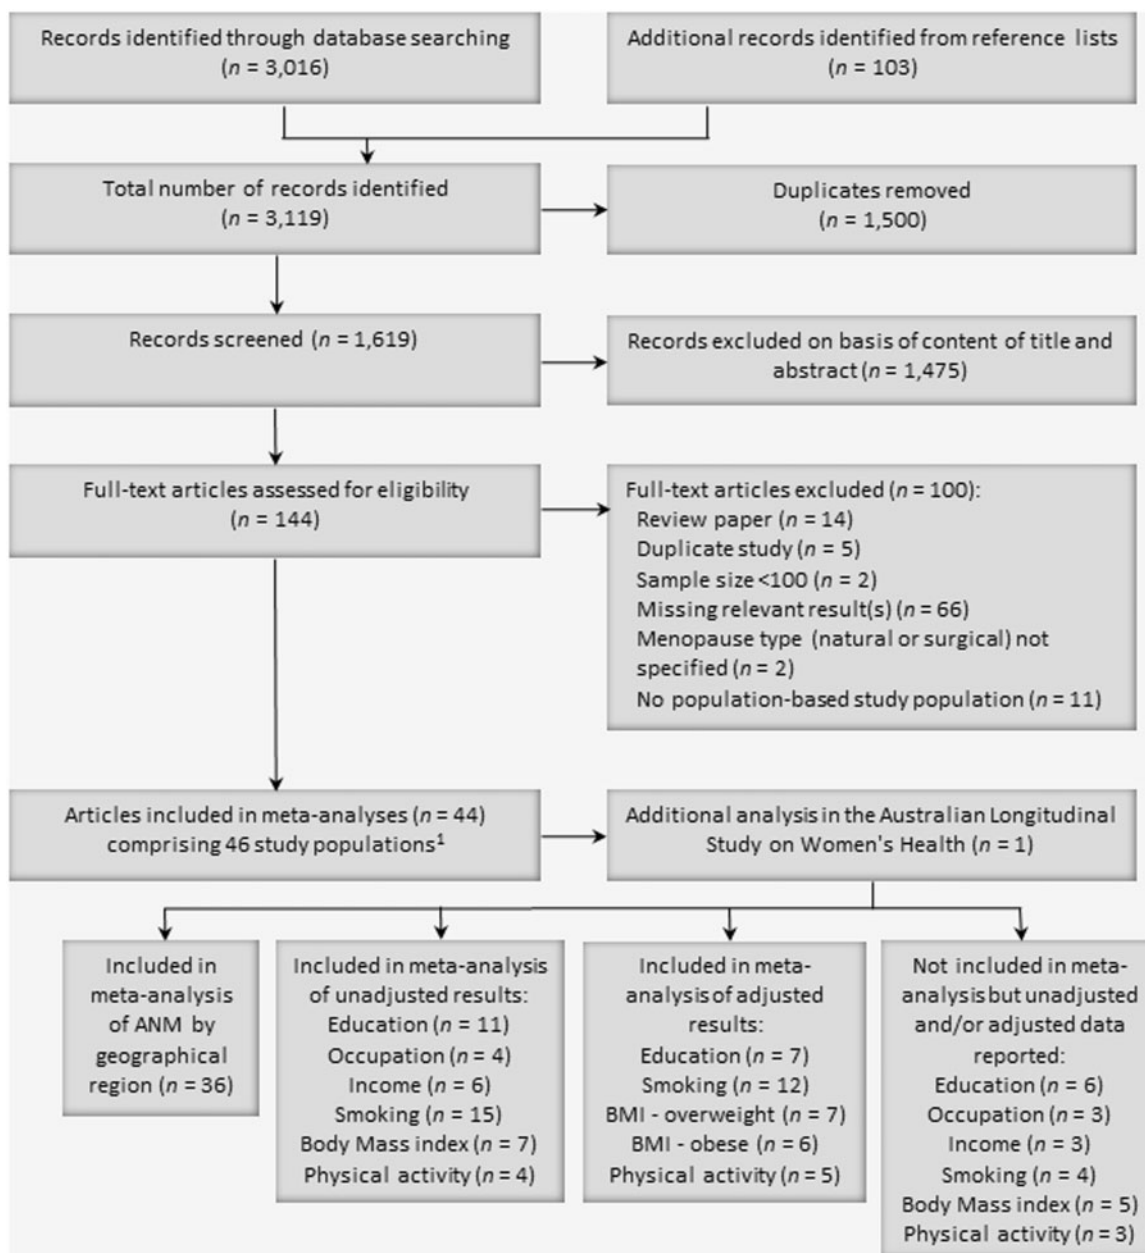 Records identified through database searching
(n = 3,016)
Additional records identified from reference lists
(n = 103)
Total number of records identified
(n = 3,119)
Duplicates removed
(n = 1,500)
Records screened (n = 1,619)
Records excluded on basis of content of title and
abstract (n = 1,475)
Full-text articles assessed for eligibility
(n = 144)
Full-text articles excluded (n = 100):
Review paper (n = 14)
Duplicate study (n = 5)
Sample size <100 (n = 2)
Missing relevant result(s) (n = 66)
Menopause type (natural or surgical) not
specified (n = 2)
No population-based study population (n = 11)
Articles included in meta-analyses (n = 44)
comprising 46 study populations¹
Additional analysis in the Australian Longitudinal
Study on Women's Health (n = 1)
Included in
meta-analysis
of ANM by
geographical
region (n = 36)
Included in meta-analysis
of unadjusted results:
Education (n = 11)
Occupation (n = 4)
Income (n = 6)
Smoking (n = 15)
Body Mass index (n = 7)
Physical activity (n = 4)
Included in meta-
analysis of adjusted
results:
Education (n = 7)
Smoking (n = 12)
BMI - overweight (n = 7)
BMI - obese (n = 6)
Physical activity (n = 5)
Not included in meta-
analysis but unadjusted
and/or adjusted data
reported:
Education (n = 6)
Occupation (n = 3)
Income (n = 3)
Smoking (n = 4)
Body Mass index (n = 5)
Physical activity (n = 3)